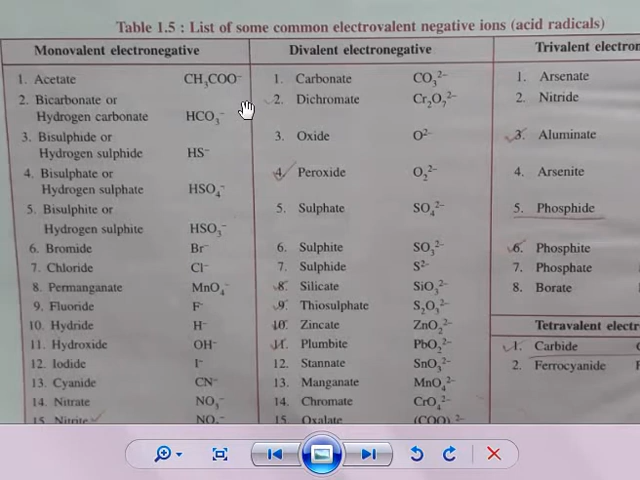 Table 1.5 : List of some common electrovalent negative ions (acid radicals)
Monovalent electronegative
1. Acetate CH₃COO⁻
2. Bicarbonate or
Hydrogen carbonate HCO₃⁻
3. Bisulphide or
Hydrogen sulphide HS⁻
4. Bisulphate or
Hydrogen sulphate HSO₄⁻
5. Bisulphite or
Hydrogen sulphite HSO₃⁻
6. Bromide Br⁻
7. Chloride Cl⁻
8. Permanganate MnO₄⁻
9. Fluoride F⁻
10. Hydride H⁻
11. Hydroxide OH⁻
12. Iodide I⁻
13. Cyanide CN⁻
14. Nitrate NO₃⁻
15. Nitrite
Divalent electronegative
1. Carbonate CO₃²⁻
2. Dichromate Cr₂O₇²⁻
3. Oxide O²⁻
4. Peroxide O₂²⁻
5. Sulphate SO₄²⁻
6. Sulphite SO₃²⁻
7. Sulphide S²⁻
8. Silicate SiO₃²⁻
9. Thiosulphate S₂O₃²⁻
10. Zincate ZnO₂²⁻
11. Plumbite PbO₂²⁻
12. Stannate SnO₃²⁻
13. Manganate MnO₄²⁻
14. Chromate CrO₄²⁻
15. Oxalate (COO)₂²⁻
Trivalent electron
1. Arsenate
2. Nitride
3. Aluminate
4. Arsenite
5. Phosphide
6. Phosphite
7. Phosphate
8. Borate
Tetravalent electr
1. Carbide
2. Ferrocyanide